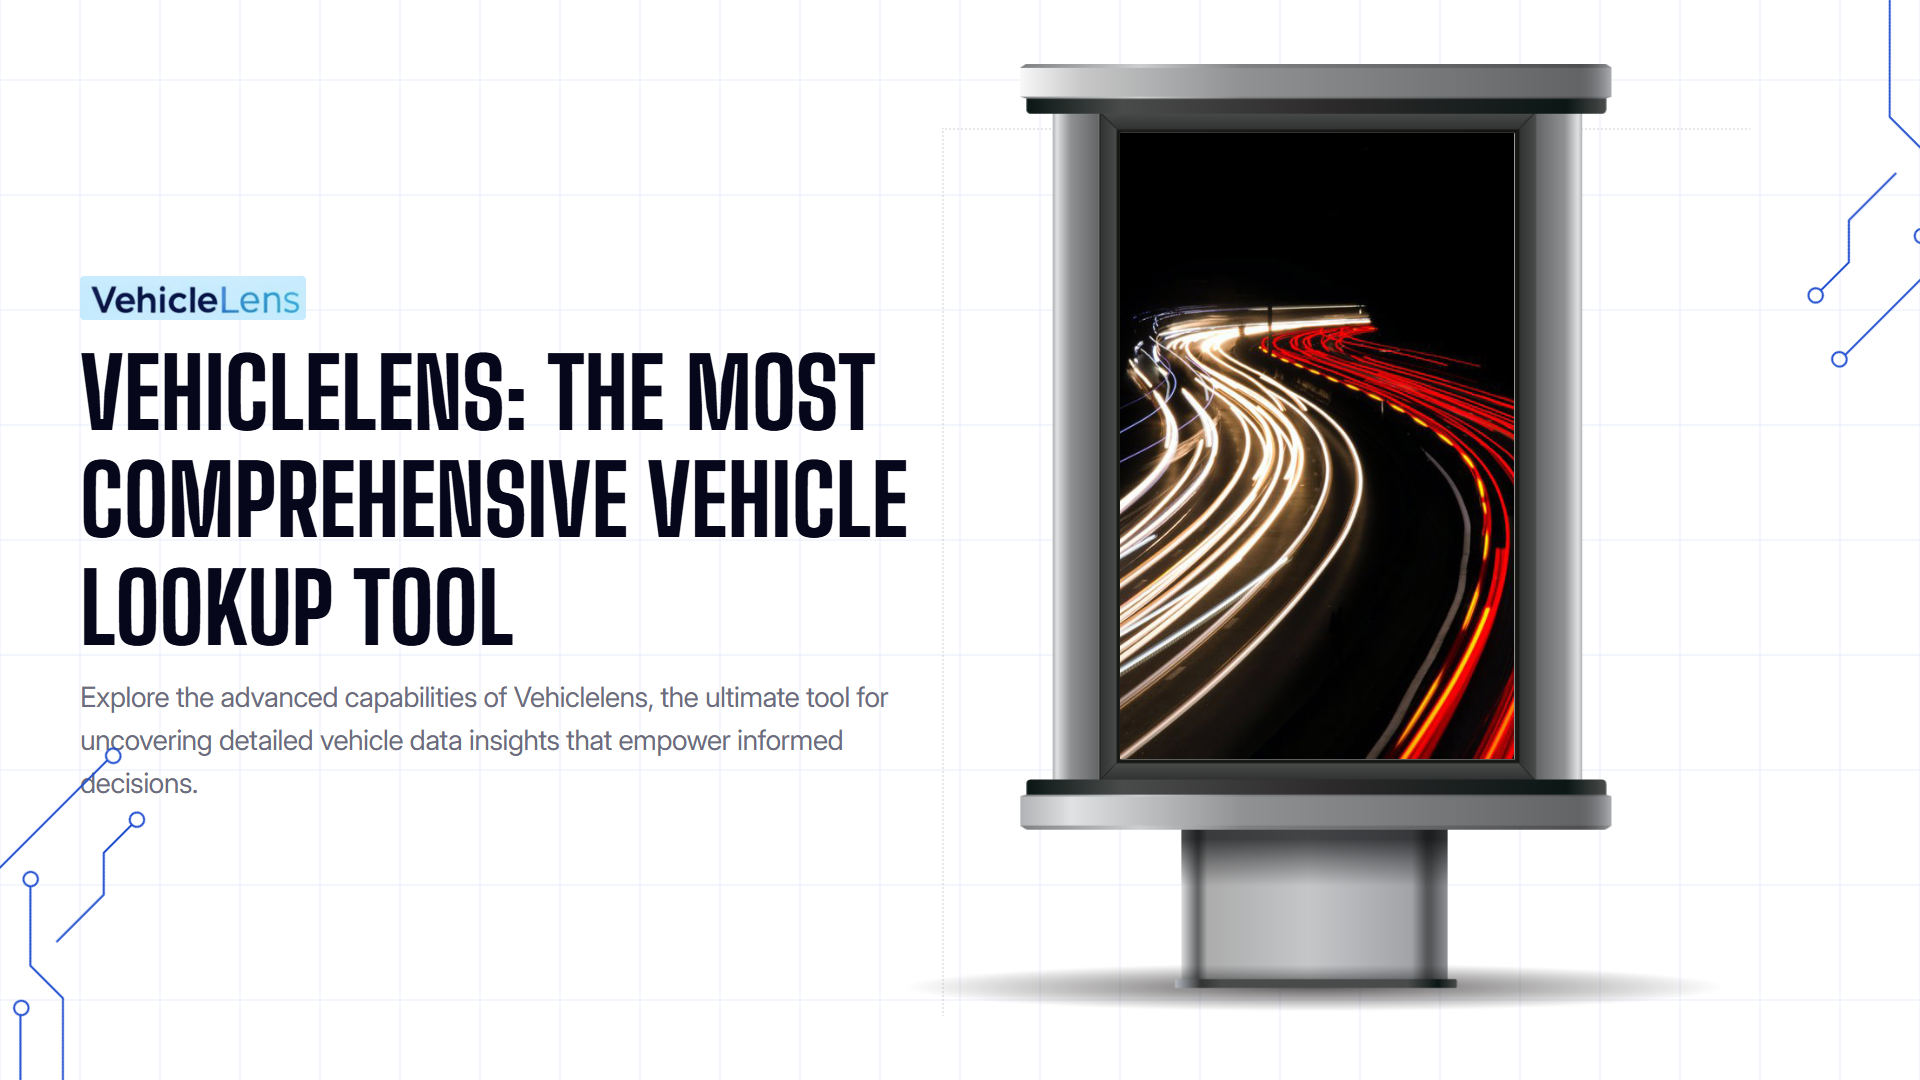 VehicleLens
VEHICLELENS: THE MOST
COMPREHENSIVE VEHICLE
LOOKUP TOOL
Explore the advanced capabilities of Vehiclelens, the ultimate tool for
uncovering detailed vehicle data insights that empower informed
decisions.